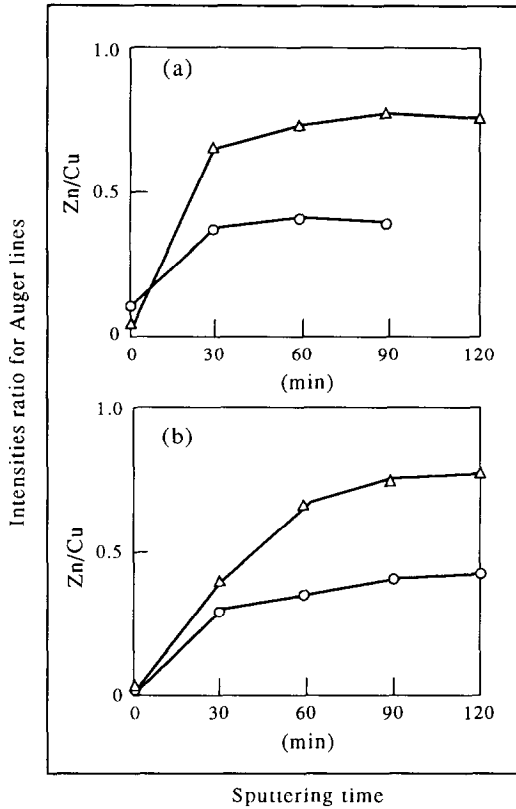 Intensities ratio for Auger lines
(a)
1.0
Zn/Cu
0.5
0
0 30 60 90 120
(min)
(b)
1.0
Zn/Cu
0.5
0
0 30 60 90 120
(min)
Sputtering time